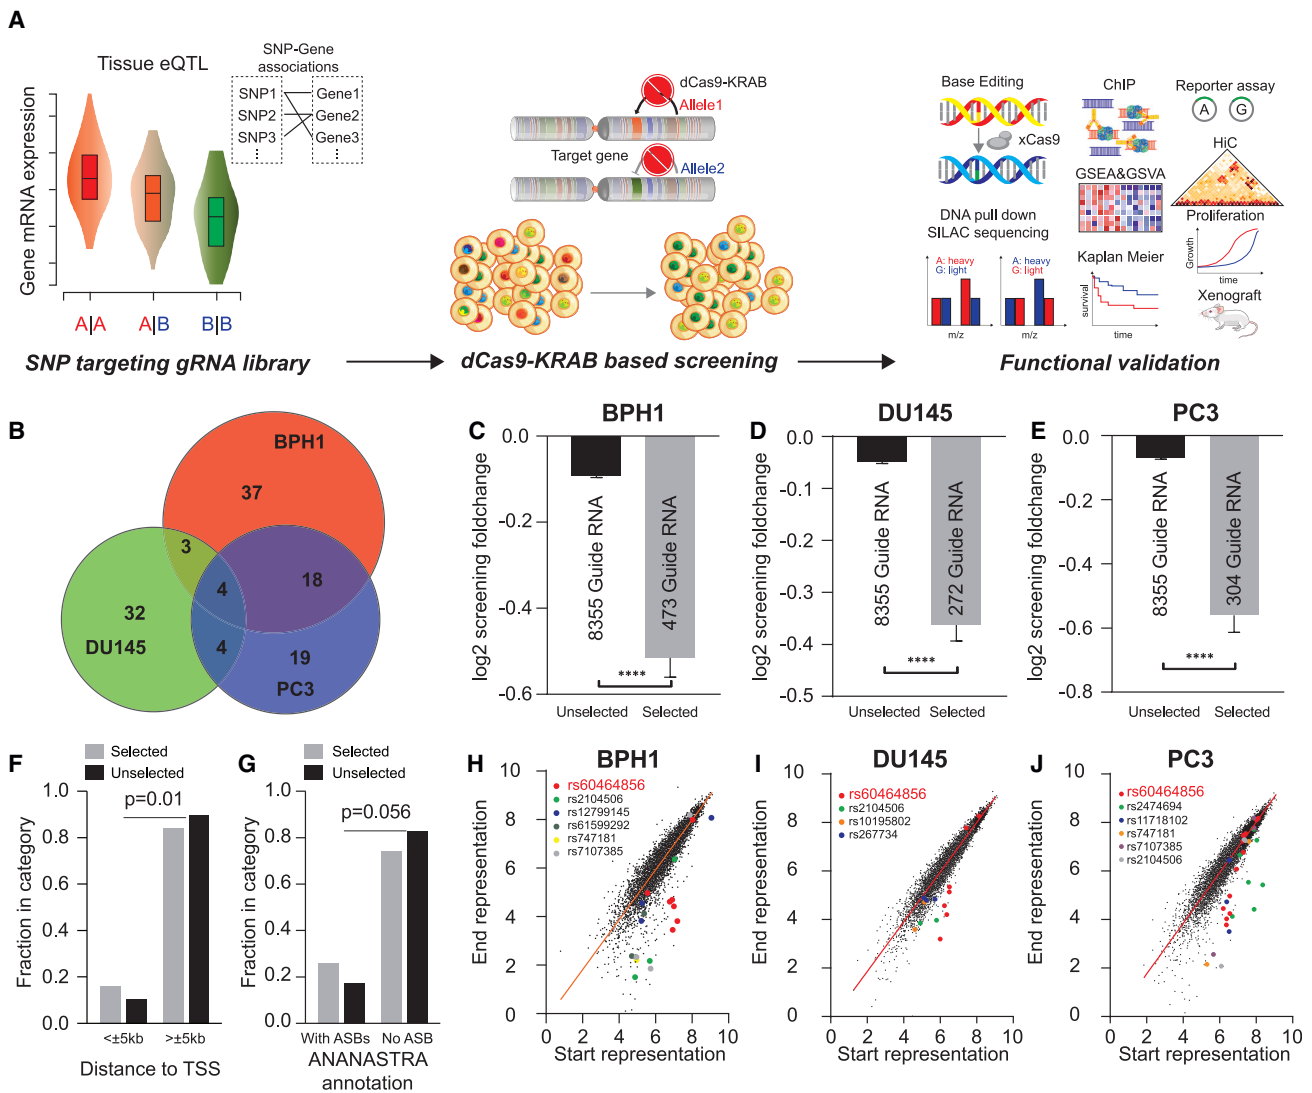 A
Tissue eQTL
SNP-Gene
associations
SNP1
SNP2
SNP3
Gene1
Gene2
Gene3
Gene mRNA expression
A|A
A|B
B|B
dCas9-KRAB
Allele1
Target gene
Allele2
Base Editing
xCas9
ChIP
Reporter assay
A
G
HiC
GSEA&GSVA
DNA pull down
SILAC sequencing
A: heavy
G: light
A: heavy
G: light
m/z
m/z
Kaplan Meier
survival
time
Proliferation
Growth
time
Xenograft
SNP targeting gRNA library
dCas9-KRAB based screening
Functional validation
B
BPH1
37
3
4
18
32
DU145
4
19
PC3
C
BPH1
log2 screening foldchange
0.0
-0.2
-0.4
-0.6
8355 Guide RNA
473 Guide RNA
****
Unselected
Selected
D
DU145
log2 screening foldchange
0.0
-0.1
-0.2
-0.3
-0.4
-0.5
8355 Guide RNA
272 Guide RNA
****
Unselected
Selected
E
PC3
log2 screening foldchange
0.0
-0.2
-0.4
-0.6
-0.8
8355 Guide RNA
304 Guide RNA
****
Unselected
Selected
F
Selected
Unselected
Fraction in category
1.0
0.8
0.6
0.4
0.2
0.0
p=0.01
<±5kb
>±5kb
Distance to TSS
G
Selected
Unselected
Fraction in category
1.0
0.8
0.6
0.4
0.2
0.0
p=0.056
With ASBs
No ASB
ANANASTRA
annotation
H
BPH1
End representation
10
8
6
4
2
0
rs60464856
rs2104506
rs12799145
rs61599292
rs747181
rs7107385
0 2 4 6 8 10
Start representation
I
DU145
End representation
10
8
6
4
2
0
rs60464856
rs2104506
rs10195802
rs267734
0 2 4 6 8 10
Start representation
J
PC3
End representation
10
8
6
4
2
0
rs60464856
rs2474694
rs11718102
rs747181
rs7107385
rs2104506
0 2 4 6 8 10
Start representation